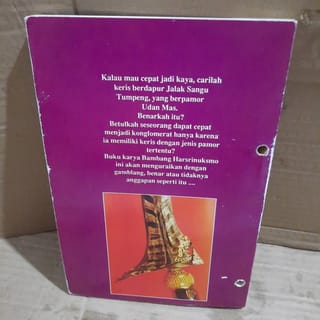 Kalau mau cepat jadi kaya, carilah
keris berdapur Jalak Sangu
Tumpeng, yang berpamor
Udan Mas.
Benarkah itu?
Betulkah seseorang dapat cepat
menjadi konglomerat hanya karena
ia memiliki keris dengan jenis pamor
tertentu?
Buku karya Bambang Harsrinuksmo
ini akan menguraikan dengan
gamblang, benar atau tidaknya
anggapan seperti itu ....